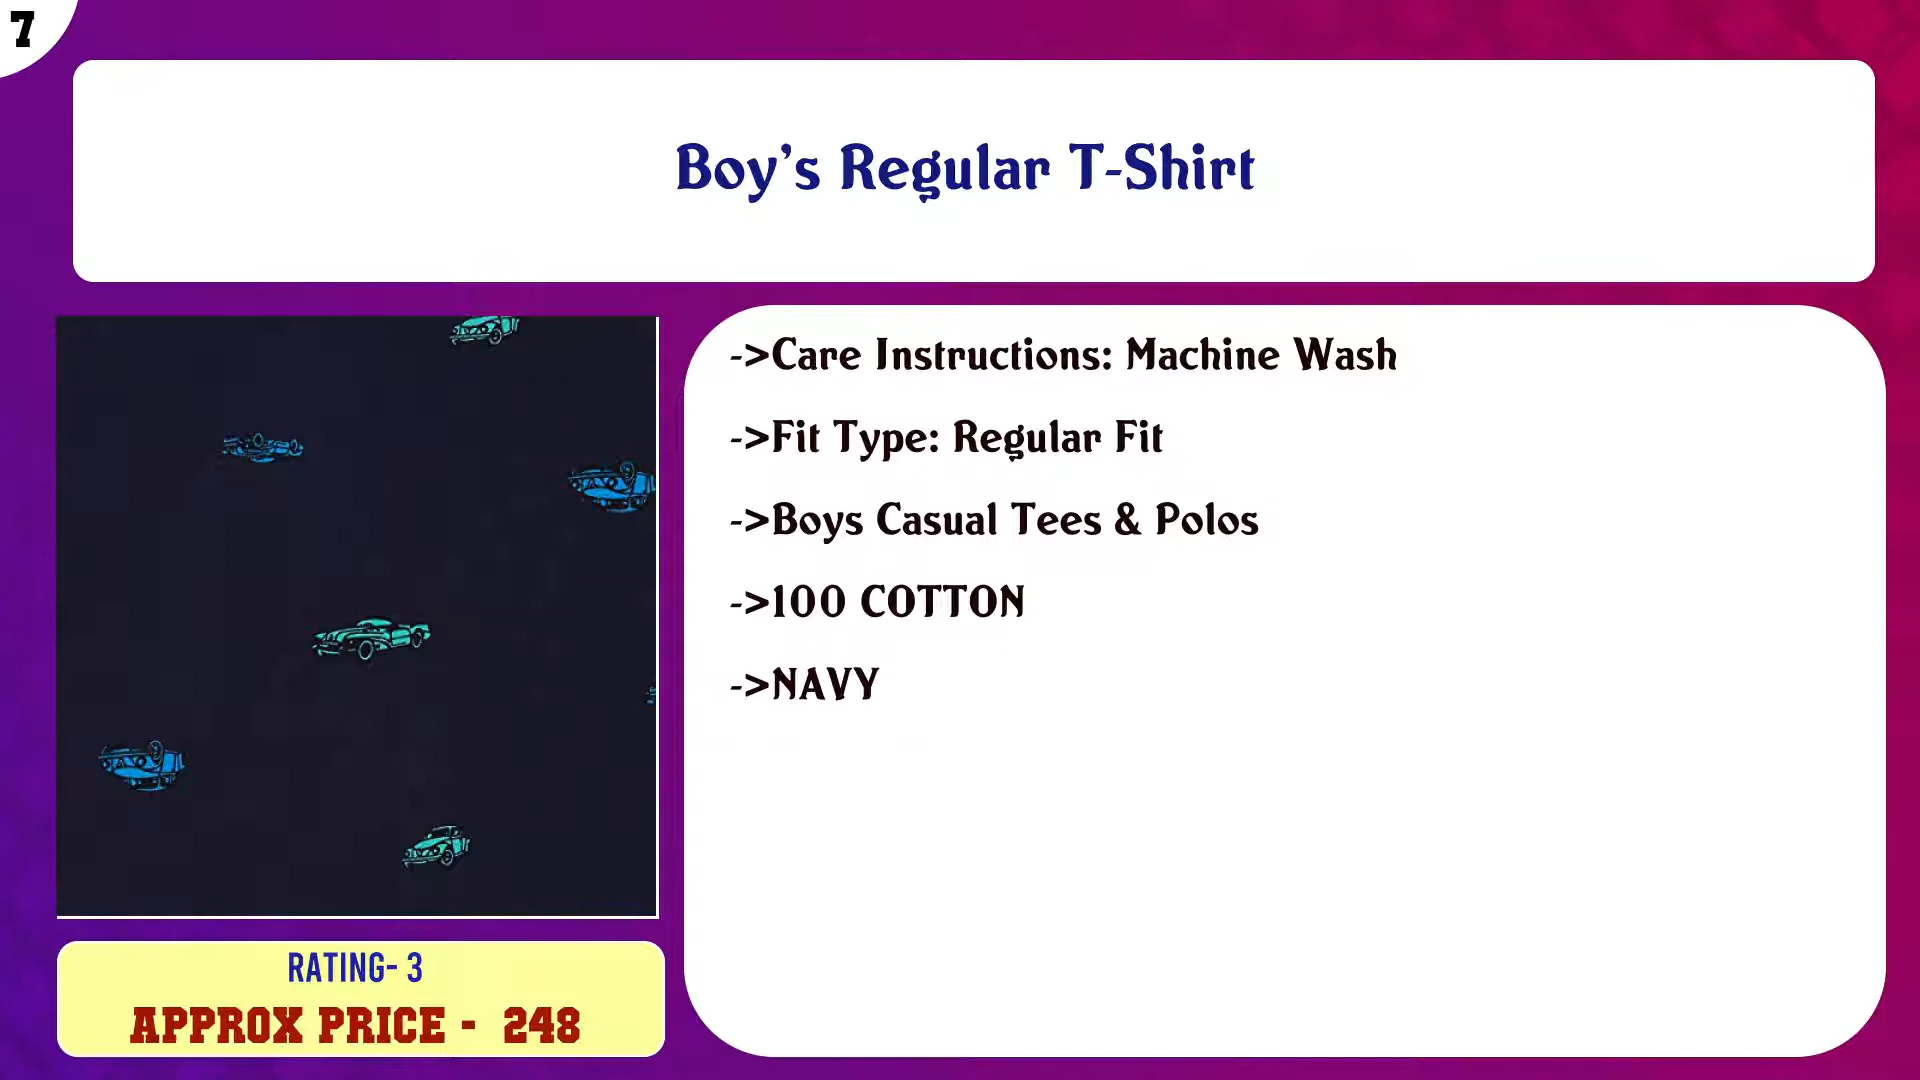 7
Boy's Regular T-Shirt
->Care Instructions: Machine Wash
->Fit Type: Regular Fit
->Boys Casual Tees & Polos
->100 COTTON
->NAVY
RATING- 3
APPROX PRICE - 248